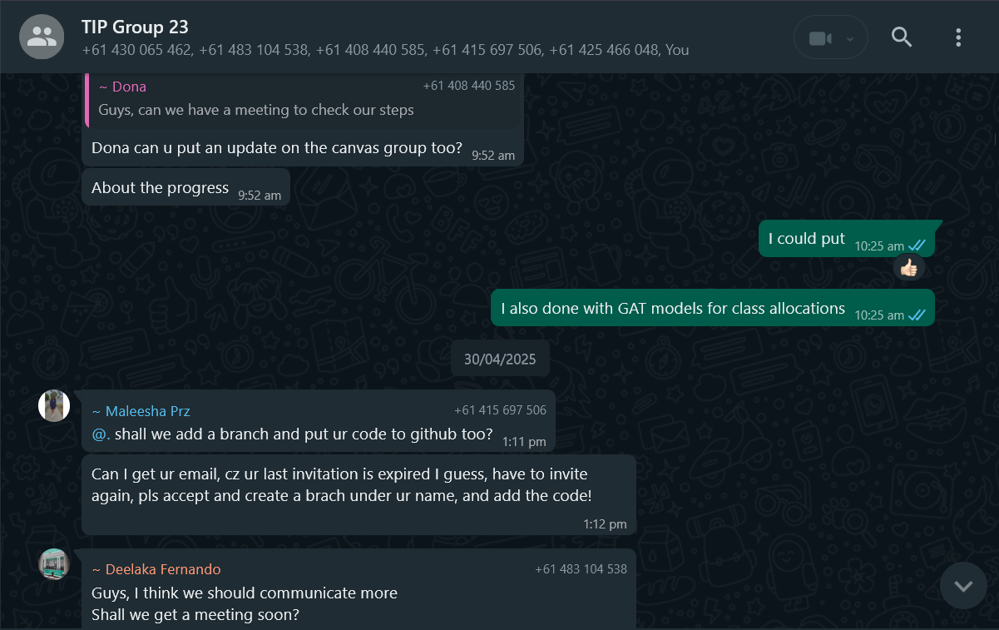 TIP Group 23
+61 430 065 462, +61 483 104 538, +61 408 440 585, +61 415 697 506, +61 425 466 048, You
~ Dona +61 408 440 585
Guys, can we have a meeting to check our steps
Dona can u put an update on the canvas group too? 9:52 am
About the progress 9:52 am
I could put 10:25 am
I also done with GAT models for class allocations 10:25 am
30/04/2025
~ Maleesha Prz +61 415 697 506
@. shall we add a branch and put ur code to github too? 1:11 pm
Can I get ur email, cz ur last invitation is expired I guess, have to invite
again, pls accept and create a brach under ur name, and add the code!
1:12 pm
~ Deelaka Fernando +61 483 104 538
Guys, I think we should communicate more
Shall we get a meeting soon?